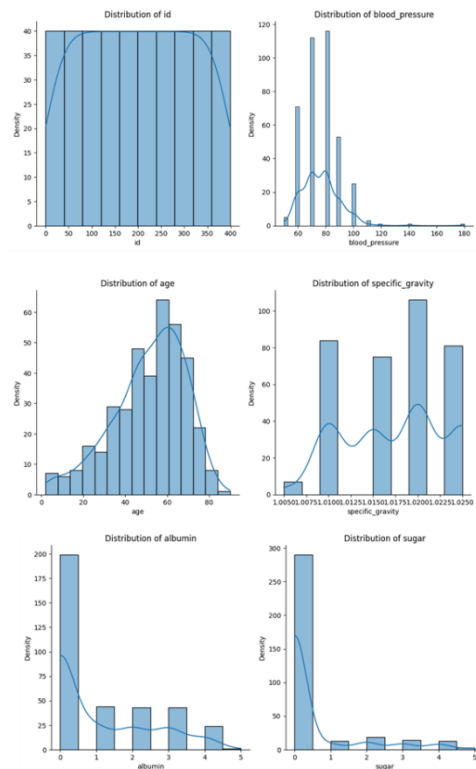 Distribution of id
Density
40
35
30
25
20
15
10
5
0
0 50 100 150 200 250 300 350 400
id
Distribution of blood_pressure
Density
120
100
80
60
40
20
0
60 80 100 120 140 160 180
blood_pressure
Distribution of age
Density
60
50
40
30
20
10
0
0 20 40 60 80
age
Distribution of specific_gravity
Density
100
80
60
40
20
0
1.0050 1.0075 1.0100 1.0125 1.0150 1.0175 1.0200 1.0225 1.0250
specific_gravity
Distribution of albumin
Density
200
175
150
125
100
75
50
25
0
0 1 2 3 4 5
albumin
Distribution of sugar
Density
300
250
200
150
100
50
0
0 1 2 3 4 5
sugar